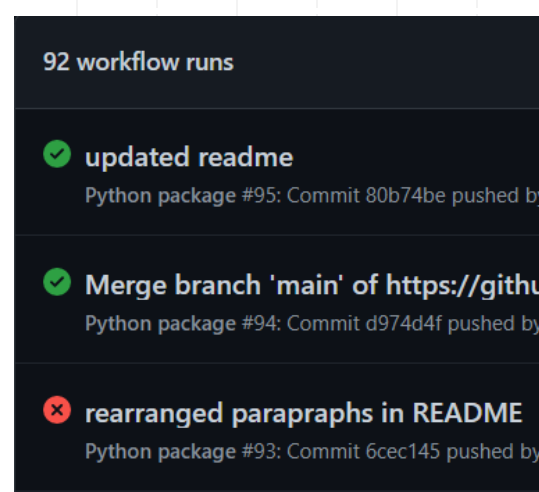 92 workflow runs
updated readme
Python package #95: Commit 80b74be pushed by
Merge branch 'main' of https://githu
Python package #94: Commit d974d4f pushed by
rearranged parapraphs in README
Python package #93: Commit 6cec145 pushed by